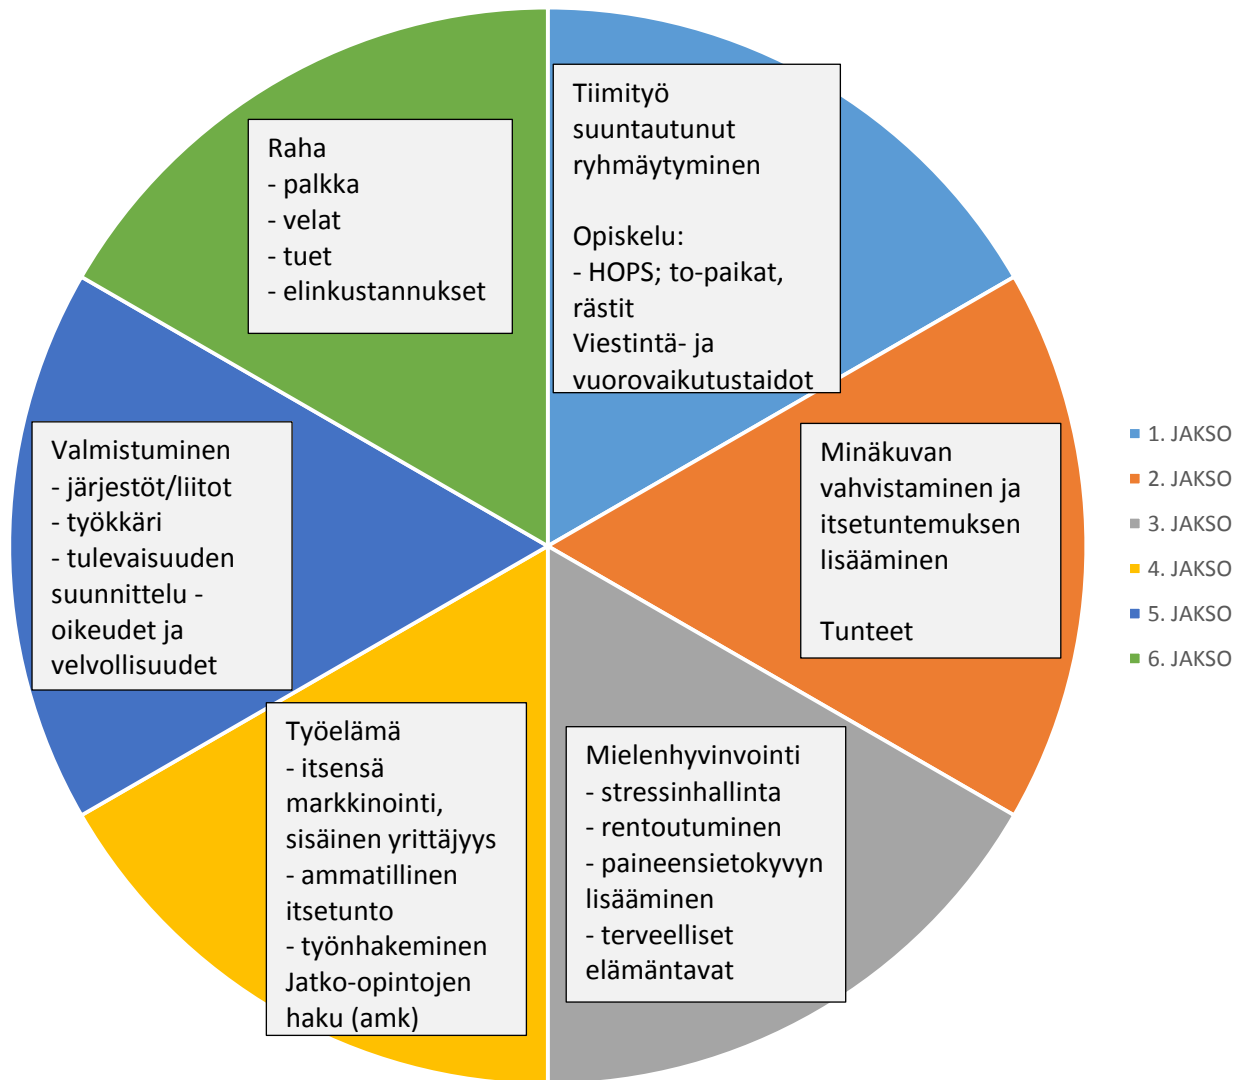 Tiimityö
suuntautunut
ryhmäytyminen
Opiskelu:
- HOPS; to-paikat,
rästit
Viestintä- ja
vuorovaikutustaidot
Raha
- palkka
- velat
- tuet
- elinkustannukset
Minäkuvan
vahvistaminen ja
itsetuntemuksen
lisääminen
Tunteet
Valmistuminen
- järjestöt/liitot
- työkkäri
- tulevaisuuden
suunnittelu -
oikeudet ja
velvollisuudet
Työelämä
- itsensä
markkinointi,
sisäinen yrittäjyys
- ammatillinen
itsetunto
- työnhakeminen
Jatko-opintojen
haku (amk)
Mielenhyvinvointi
- stressinhallinta
- rentoutuminen
- paineensietokyvyn
lisääminen
- terveelliset
elämäntavat
1. JAKSO
2. JAKSO
3. JAKSO
4. JAKSO
5. JAKSO
6. JAKSO